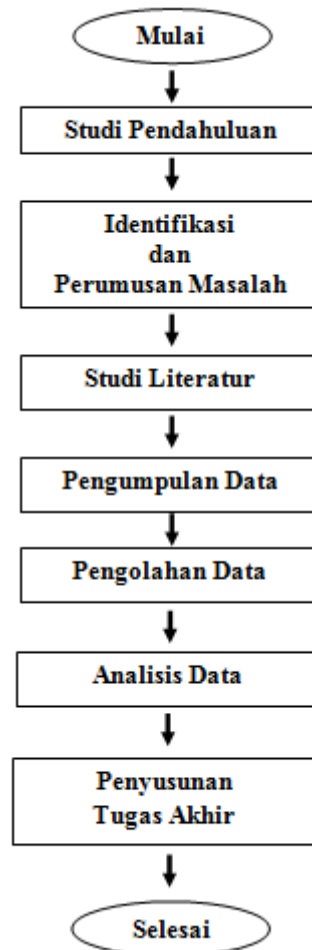 Mulai
Studi Pendahuluan
Identifikasi
dan
Perumusan Masalah
Studi Literatur
Pengumpulan Data
Pengolahan Data
Analisis Data
Penyusunan
Tugas Akhir
Selesai